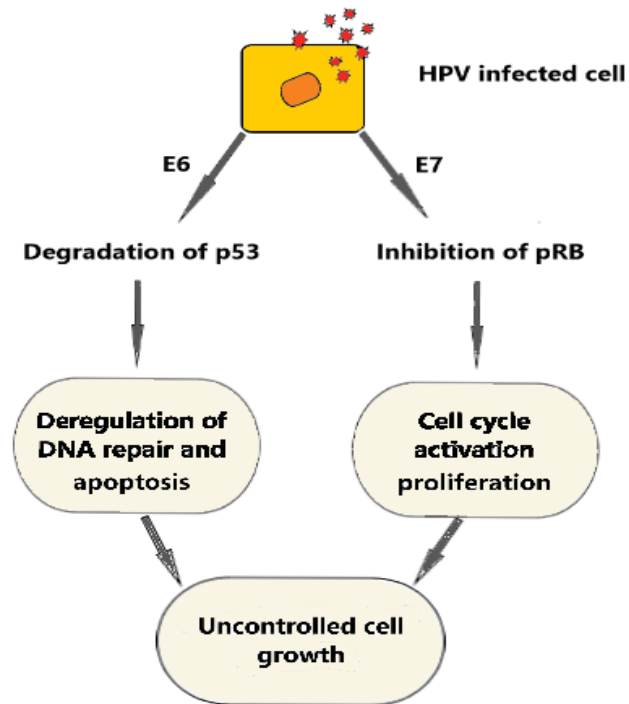 HPV infected cell
E6
E7
Degradation of p53
Inhibition of pRB
Deregulation of
DNA repair and
apoptosis
Cell cycle
activation
proliferation
Uncontrolled cell
growth